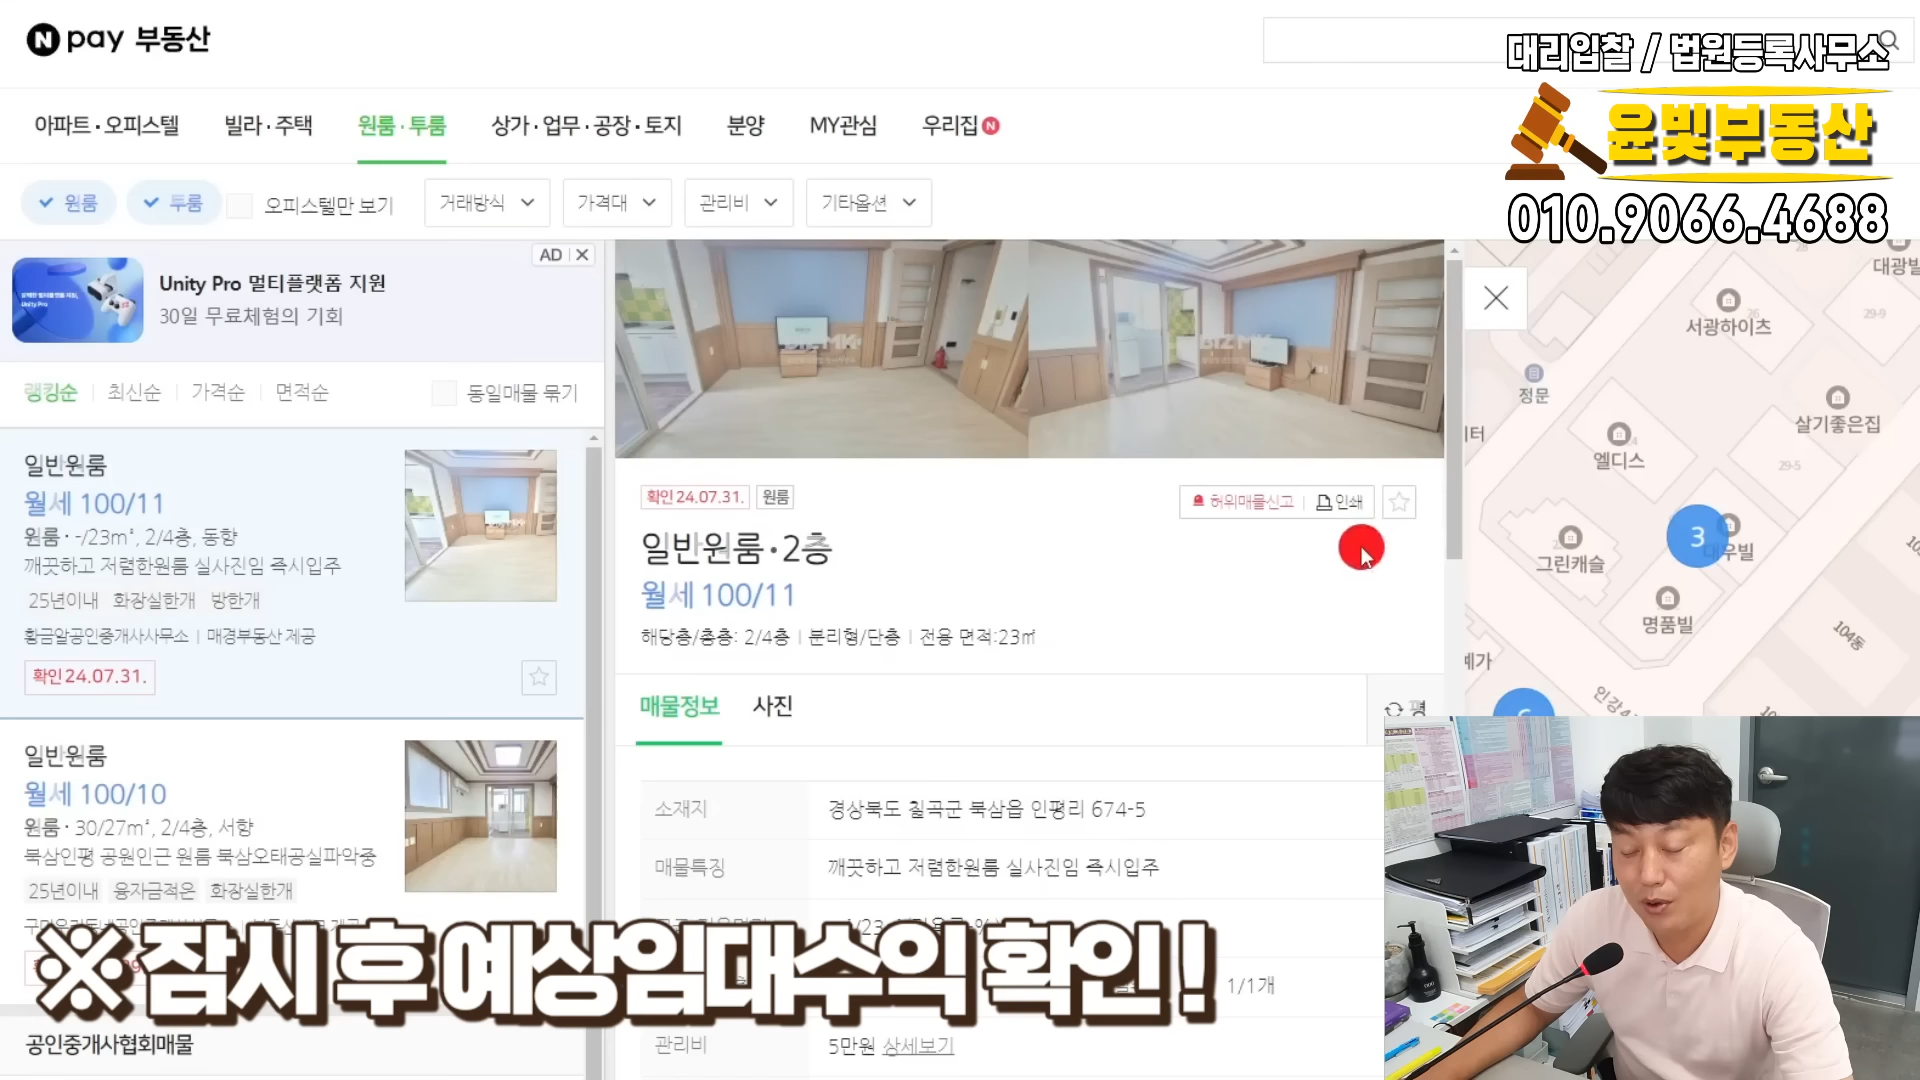 N pay 부동산
대리입찰 / 법원등록사무소
윤빛부동산
010.9066.4688
아파트·오피스텔
빌라·주택
원룸·투룸
상가·업무·공장·토지
분양
MY관심
우리집 N
원룸
투룸
오피스텔만 보기
거래방식
가격대
관리비
기타옵션
AD
Unity Pro 멀티플랫폼 지원
30일 무료체험의 기회
랭킹순
최신순
가격순
면적순
동일매물 묶기
일반원룸
월세 100/11
원룸 · -/23m², 2/4층, 동향
깨끗하고 저렴한원룸 실사진임 즉시입주
25년이내 화장실한개 방한개
황금알공인중개사사무소 | 매경부동산 제공
확인 24.07.31.
일반원룸
월세 100/10
원룸 · 30/27m², 2/4층, 서향
북삼인평 공원인근 원룸 북삼오태공실파악중
25년이내 융자금적은 화장실한개
공인중개사협회매물
확인 24.07.31. 원룸
허위매물신고
인쇄
일반원룸·2층
월세 100/11
해당층/총층: 2/4층 | 분리형/단층 | 전용 면적:23㎡
매물정보
사진
평
소재지
경상북도 칠곡군 북삼읍 인평리 674-5
매물특징
깨끗하고 저렴한원룸 실사진임 즉시입주
1/1개
관리비
5만원 상세보기
※ 잠시 후 예상임대수익 확인 !
대광빌
서광하이츠
29-9
정문
살기좋은집
엘디스
29-5
터
3
대우빌
그린캐슬
명품빌
104동
예가